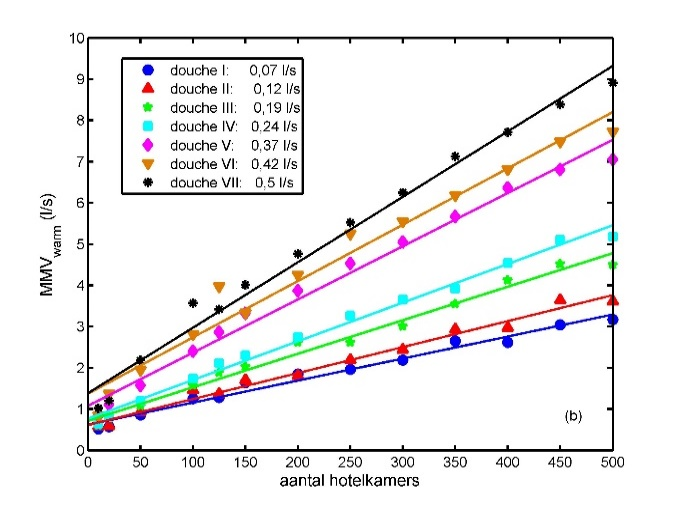 10
9
8
7
6
5
4
3
2
1
0
MMVwarm (l/s)
douche I: 0,07 l/s
douche II: 0,12 l/s
douche III: 0,19 l/s
douche IV: 0,24 l/s
douche V: 0,37 l/s
douche VI: 0,42 l/s
douche VII: 0,5 l/s
(b)
0 50 100 150 200 250 300 350 400 450 500
aantal hotelkamers